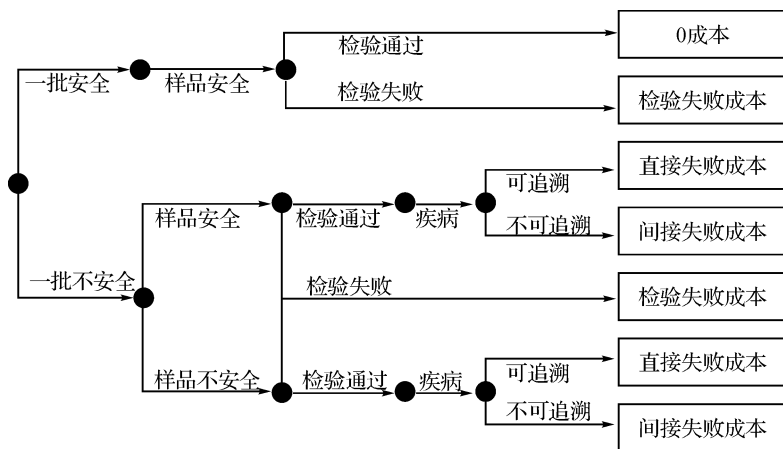 检验通过
0成本
一批安全
样品安全
检验失败
检验失败成本
可追溯
直接失败成本
样品安全
检验通过
疾病
不可追溯
间接失败成本
一批不安全
检验失败
检验失败成本
可追溯
直接失败成本
样品不安全
检验通过
疾病
不可追溯
间接失败成本